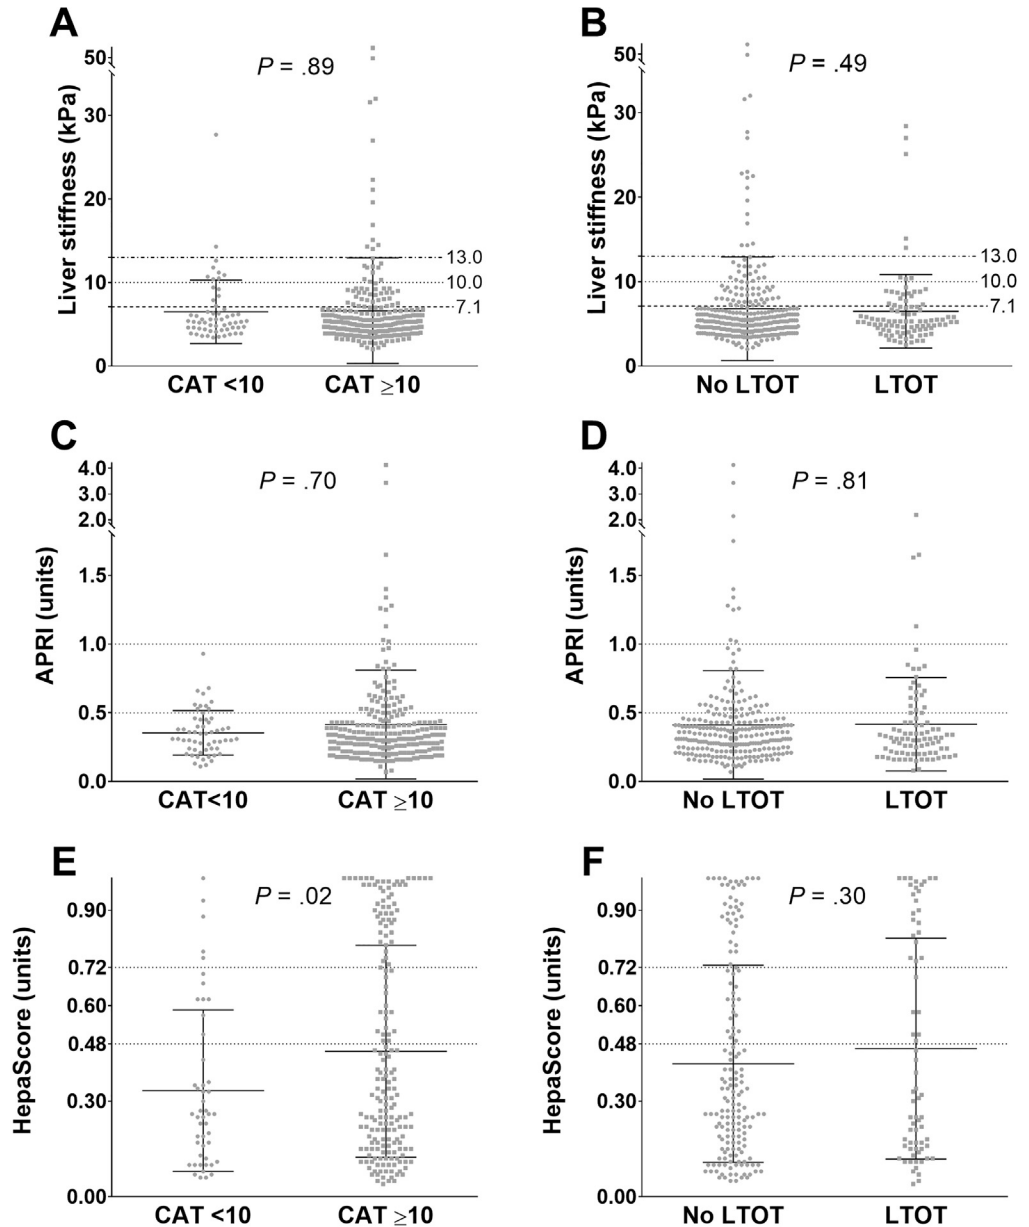 A
P = .89
Liver stiffness (kPa)
50
30
20
10
0
13.0
10.0
7.1
CAT <10
CAT ≥10
B
P = .49
Liver stiffness (kPa)
50
30
20
10
0
13.0
10.0
7.1
No LTOT
LTOT
C
P = .70
APRI (units)
4.0
3.0
2.0
1.5
1.0
0.5
0.0
CAT<10
CAT ≥10
D
P = .81
APRI (units)
4.0
3.0
2.0
1.5
1.0
0.5
0.0
No LTOT
LTOT
E
P = .02
HepaScore (units)
0.90
0.72
0.60
0.48
0.30
0.00
CAT <10
CAT ≥10
F
P = .30
HepaScore (units)
0.90
0.72
0.60
0.48
0.30
0.00
No LTOT
LTOT